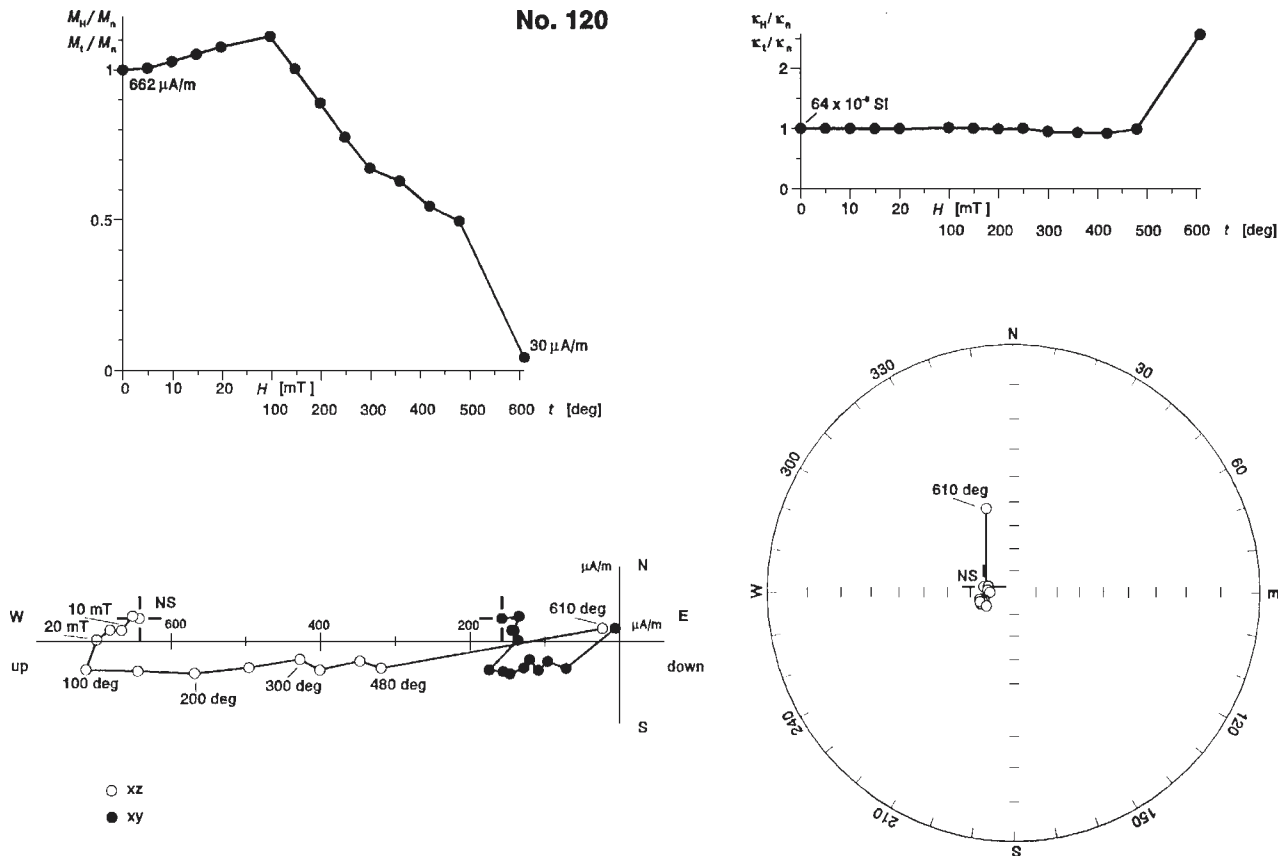 No. 120
M_H/M_n
M_t/M_n
1
662 μA/m
0.5
0
30 μA/m
0 10 20 H [mT]
100 200 300 400 500 600 t [deg]
κ_H/κ_n
κ_t/κ_n
2
64 x 10⁻⁶ SI
1
0
0 10 20 H [mT]
100 200 300 400 500 600 t [deg]
N
30
60
E
120
150
S
210
240
W
300
330
610 deg
NS
μA/m N
W 10 mT NS 610 deg E
20 mT 600 400 200 μA/m
up down
100 deg 200 deg 300 deg 480 deg
S
xz
xy